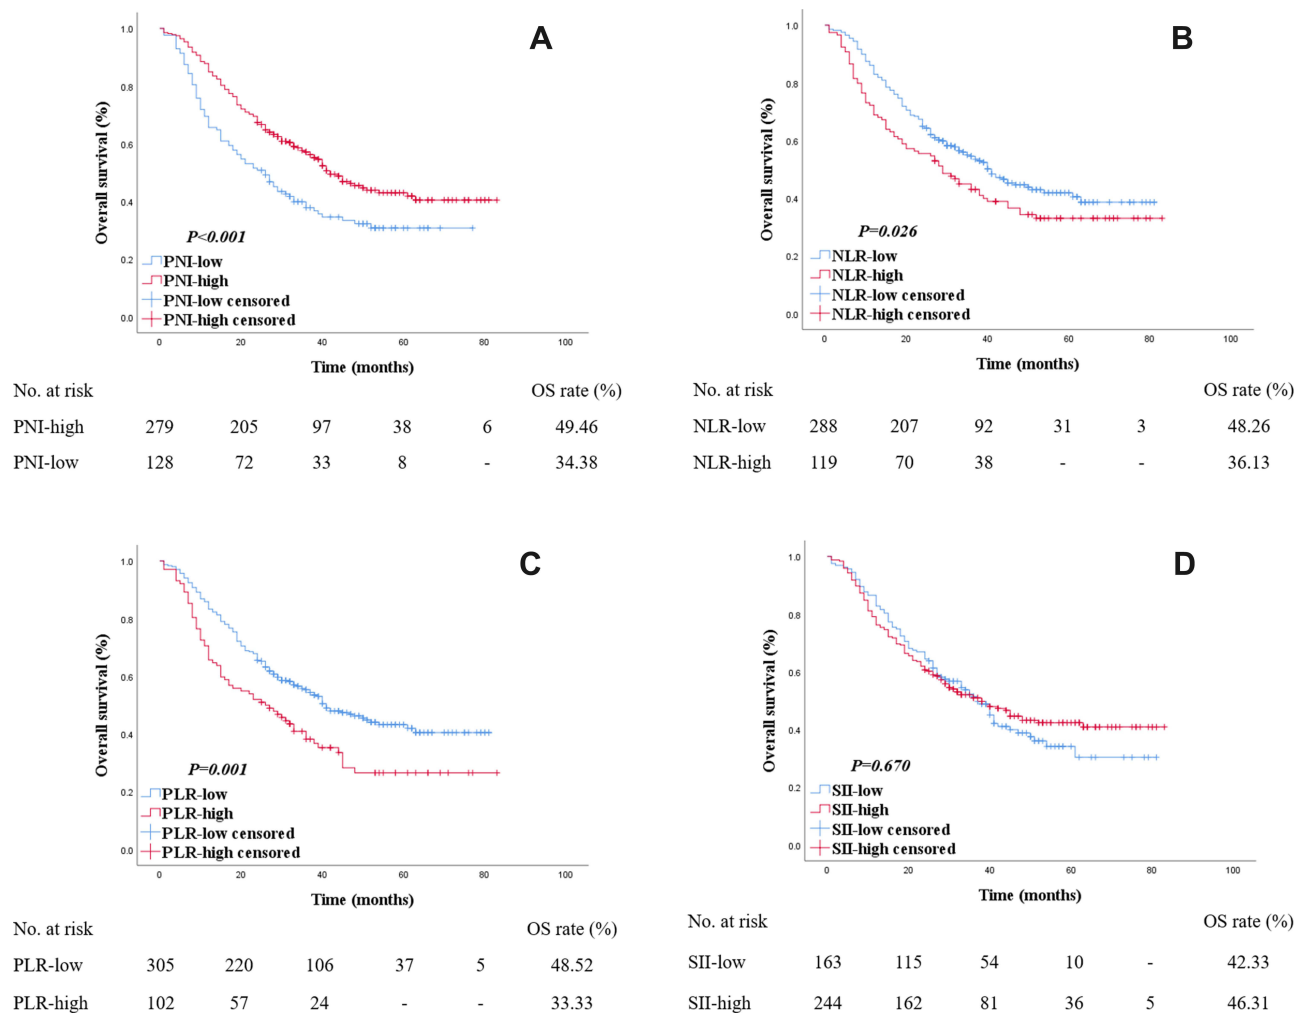 A
1.0
0.8
0.6
0.4
0.2
0.0
Overall survival (%)
P<0.001
PNI-low
PNI-high
PNI-low censored
PNI-high censored
0 20 40 60 80 100
Time (months)
No. at risk OS rate (%)
PNI-high 279 205 97 38 6 49.46
PNI-low 128 72 33 8 - 34.38
B
1.0
0.8
0.6
0.4
0.2
0.0
Overall survival (%)
P=0.026
NLR-low
NLR-high
NLR-low censored
NLR-high censored
0 20 40 60 80 100
Time (months)
No. at risk OS rate (%)
NLR-low 288 207 92 31 3 48.26
NLR-high 119 70 38 - - 36.13
C
1.0
0.8
0.6
0.4
0.2
0.0
Overall survival (%)
P=0.001
PLR-low
PLR-high
PLR-low censored
PLR-high censored
0 20 40 60 80 100
Time (months)
No. at risk OS rate (%)
PLR-low 305 220 106 37 5 48.52
PLR-high 102 57 24 - - 33.33
D
1.0
0.8
0.6
0.4
0.2
0.0
Overall survival (%)
P=0.670
SII-low
SII-high
SII-low censored
SII-high censored
0 20 40 60 80 100
Time (months)
No. at risk OS rate (%)
SII-low 163 115 54 10 - 42.33
SII-high 244 162 81 36 5 46.31